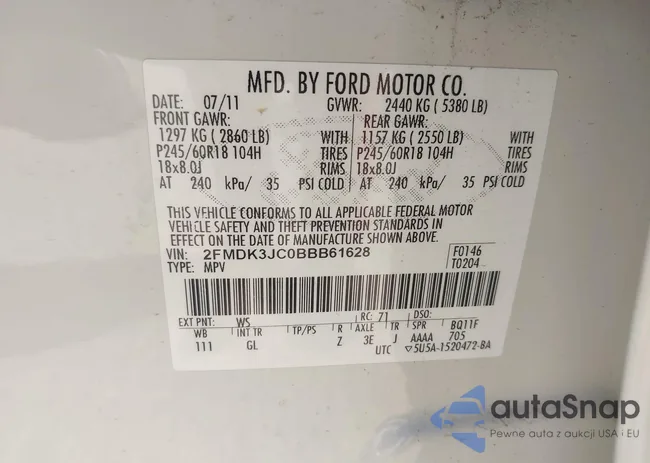 MFD. BY FORD MOTOR CO.
DATE: 07/11 GVWR: 2440 KG ( 5380 LB)
FRONT GAWR: REAR GAWR:
1297 KG ( 2860 LB) WITH 1157 KG ( 2550 LB) WITH
P245/60R18 104H TIRES P245/60R18 104H TIRES
18x8.0J RIMS 18x8.0J RIMS
AT 240 kPa/ 35 PSI COLD AT 240 kPa/ 35 PSI COLD
THIS VEHICLE CONFORMS TO ALL APPLICABLE FEDERAL MOTOR
VEHICLE SAFETY AND THEFT PREVENTION STANDARDS IN
EFFECT ON THE DATE OF MANUFACTURE SHOWN ABOVE.
VIN: 2FMDK3JC0BBB61628 F0146
TYPE: MPV T0204
EXT PNT: WS RC: 71 DSO:
WB INT TR TP/PS R AXLE TR SPR BQ11F
111 GL Z 3E J AAAA 705
UTC ▽5U5A-1520472-BA
autaSnap
Pewne auta z aukcji USA i EU